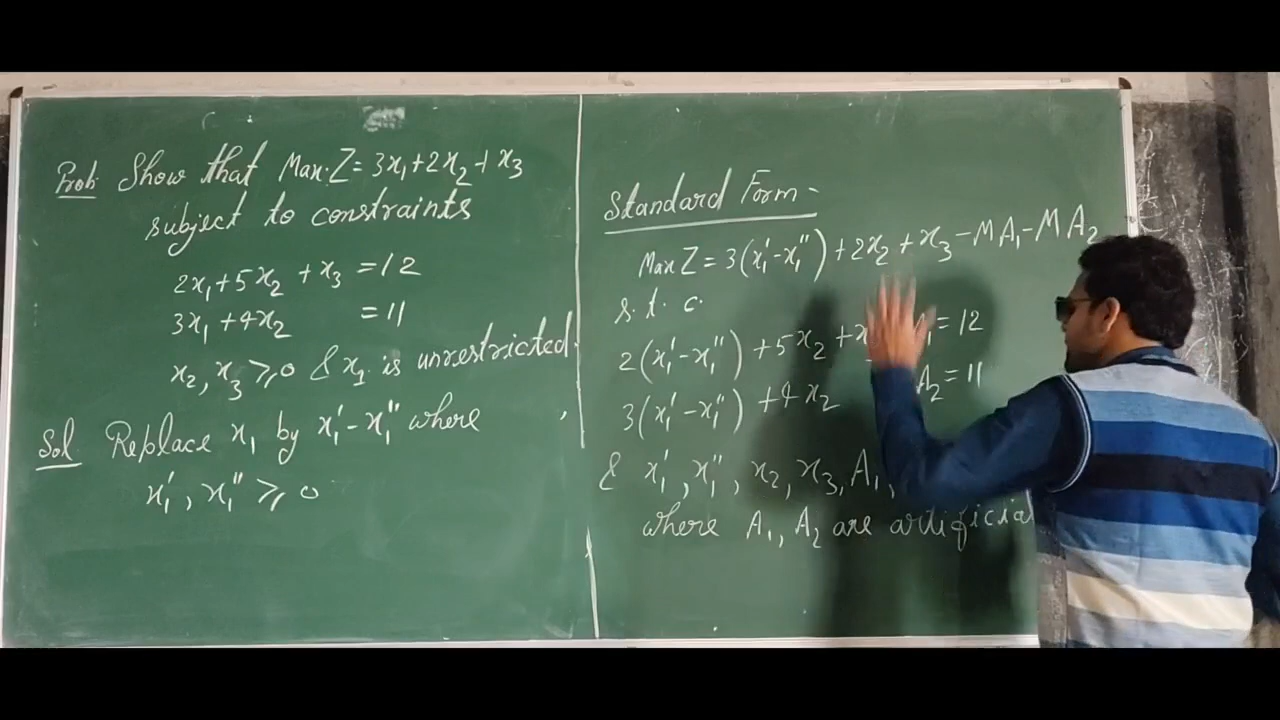 Prob: Show that Max. Z = 3x₁ + 2x₂ + x₃
subject to constraints
2x₁ + 5x₂ + x₃ = 12
3x₁ + 4x₂ = 11
x₂, x₃ ≥ 0 & x₁ is unrestricted.
Sol. Replace x₁ by x₁' - x₁'' where
x₁', x₁'' ≥ 0
Standard Form -
Max Z = 3(x₁' - x₁'') + 2x₂ + x₃ - MA₁ - MA₂
s. t. c.
2(x₁' - x₁'') + 5x₂ + x = 12
3(x₁' - x₁'') + 4x₂ A₂ = 11
& x₁', x₁'', x₂, x₃, A₁,
where A₁, A₂ are